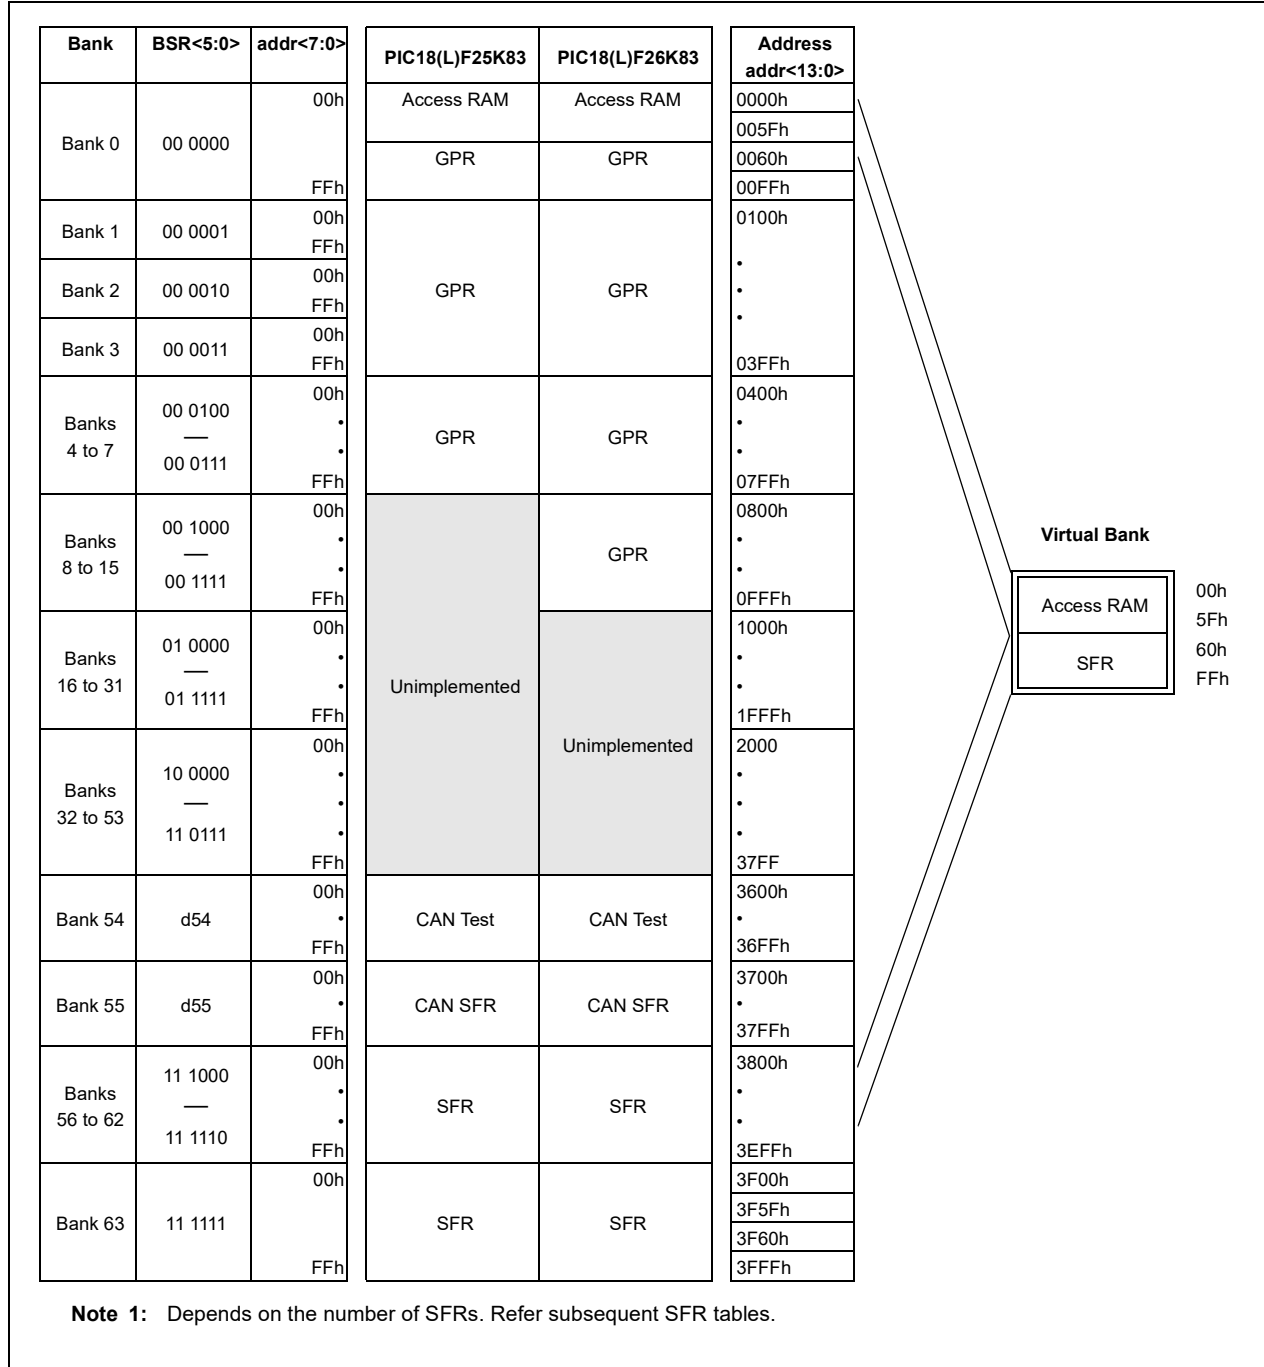 Bank BSR<5:0> addr<7:0> PIC18(L)F25K83 PIC18(L)F26K83 Address
addr<13:0>
00h Access RAM Access RAM 0000h
005Fh
Bank 0 00 0000
GPR GPR 0060h
FFh 00FFh
00h 0100h
Bank 1 00 0001
FFh
•
00h
Bank 2 00 0010 GPR GPR •
FFh
•
00h
Bank 3 00 0011
FFh 03FFh
00h 0400h
00 0100
Banks • •
—
4 to 7 GPR GPR
• •
00 0111
FFh 07FFh
00h 0800h
00 1000
Banks • •
—
8 to 15 GPR
• •
00 1111
FFh 0FFFh
00h 1000h
01 0000
Banks • •
—
16 to 31 Unimplemented
• •
01 1111
FFh 1FFFh
00h Unimplemented 2000
10 0000 • •
Banks
— • •
32 to 53
11 0111 • •
FFh 37FF
00h 3600h
Bank 54 d54 • CAN Test CAN Test •
FFh 36FFh
00h 3700h
Bank 55 d55 • CAN SFR CAN SFR •
FFh 37FFh
00h 3800h
11 1000
Banks • •
—
56 to 62 SFR SFR
• •
11 1110
FFh 3EFFh
00h 3F00h
3F5Fh
Bank 63 11 1111 SFR SFR
3F60h
FFh 3FFFh
Virtual Bank
Access RAM 00h
5Fh
SFR 60h
FFh
Note 1: Depends on the number of SFRs. Refer subsequent SFR tables.